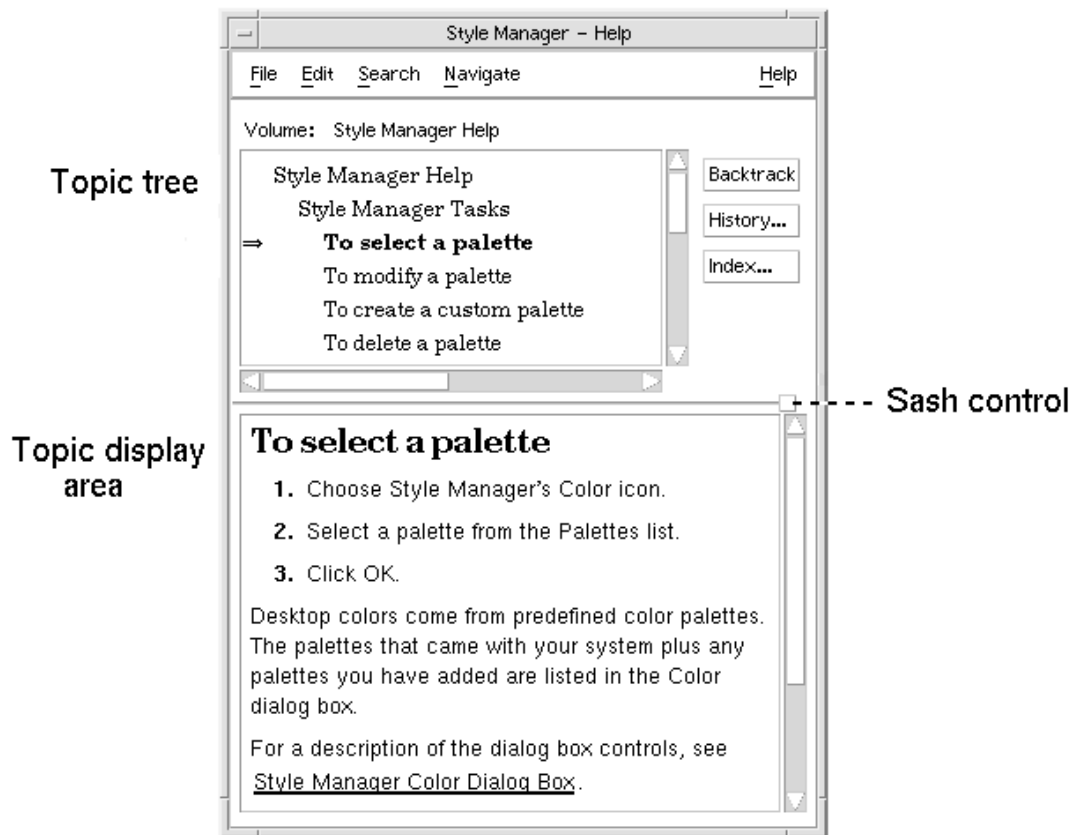 Style Manager – Help
File Edit Search Navigate Help
Volume: Style Manager Help
Topic tree
Style Manager Help
Style Manager Tasks
⇒ To select a palette
To modify a palette
To create a custom palette
To delete a palette
Backtrack
History...
Index...
Sash control
Topic display
area
To select a palette
1. Choose Style Manager's Color icon.
2. Select a palette from the Palettes list.
3. Click OK.
Desktop colors come from predefined color palettes.
The palettes that came with your system plus any
palettes you have added are listed in the Color
dialog box.
For a description of the dialog box controls, see
Style Manager Color Dialog Box.